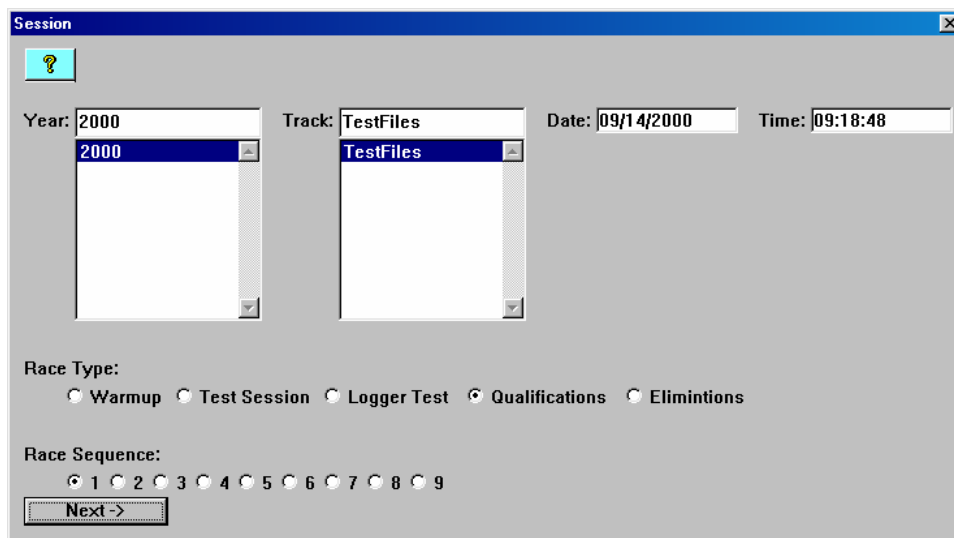 Session
?
Year: 2000 Track: TestFiles Date: 09/14/2000 Time: 09:18:48
2000 TestFiles
Race Type:
Warmup Test Session Logger Test Qualifications Elimintions
Race Sequence:
1 2 3 4 5 6 7 8 9
Next ->